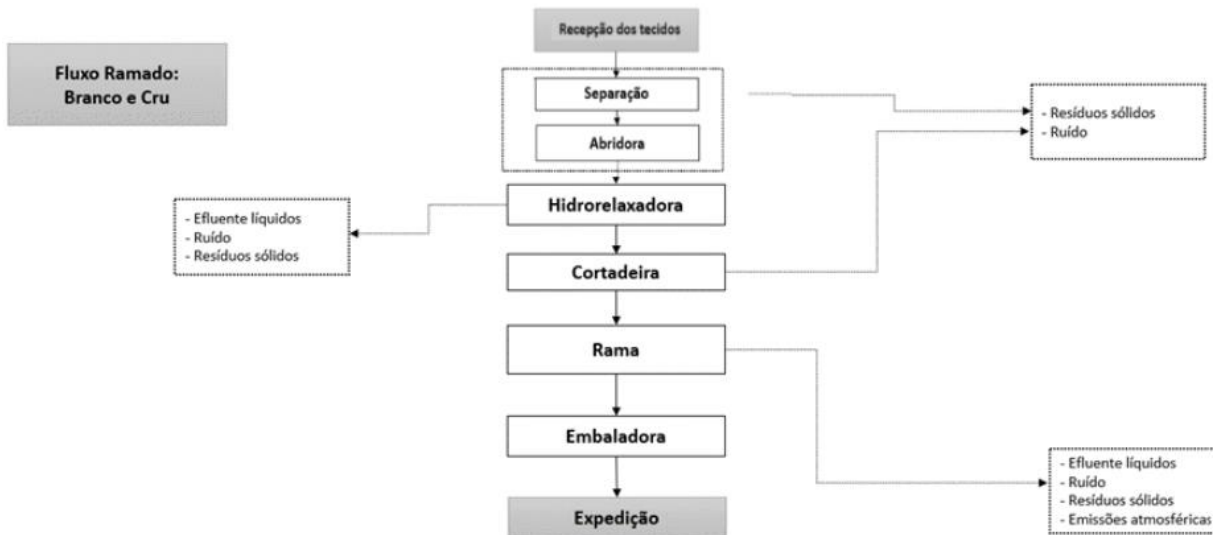 Recepção dos tecidos
Fluxo Ramado:
Branco e Cru
Separação
Abridora
- Resíduos sólidos
- Ruído
Hidrorelaxadora
- Efluente líquidos
- Ruído
- Resíduos sólidos
Cortadeira
Rama
Embaladora
- Efluente líquidos
- Ruído
- Resíduos sólidos
- Emissões atmosféricas
Expedição